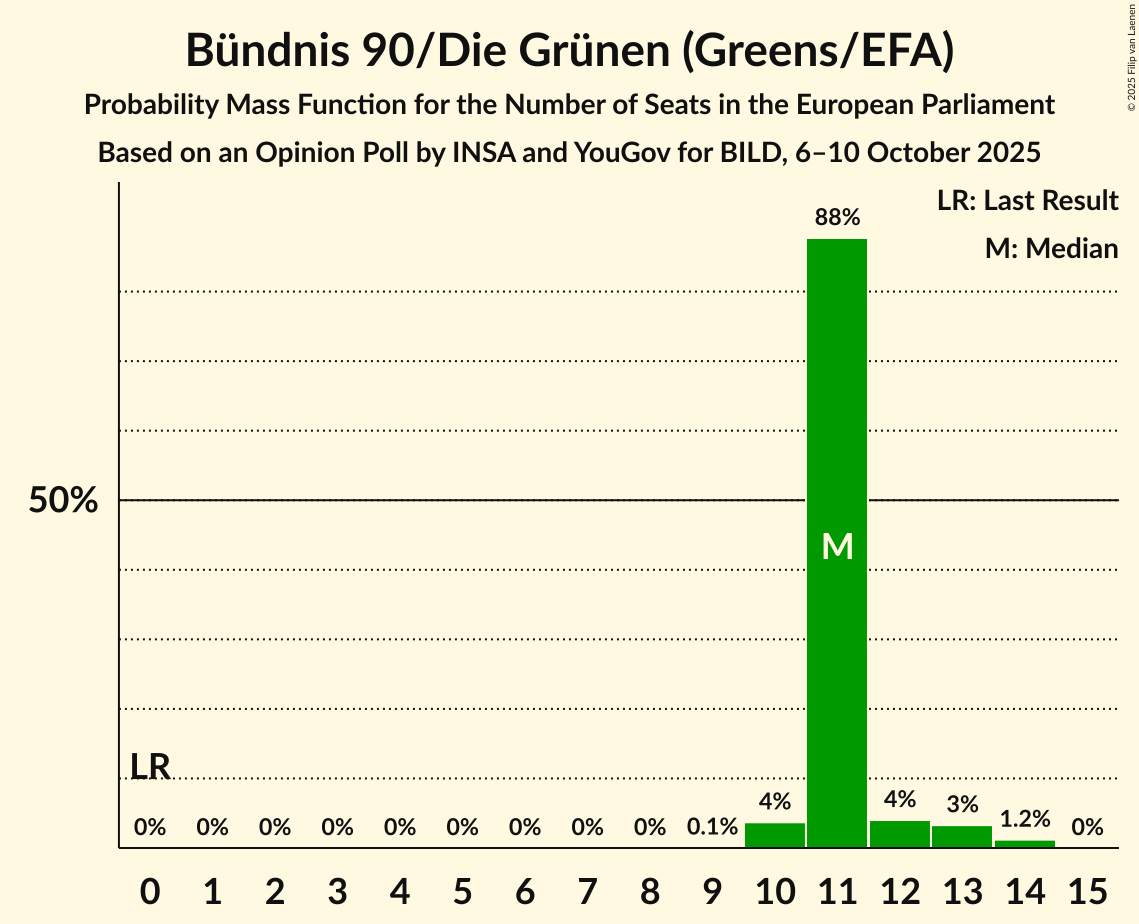 Bündnis 90/Die Grünen (Greens/EFA)
Probability Mass Function for the Number of Seats in the European Parliament
Based on an Opinion Poll by INSA and YouGov for BILD, 6–10 October 2025
© 2025 Filip van Laenen
LR: Last Result
M: Median
88%
50%
M
LR
0% 0% 0% 0% 0% 0% 0% 0% 0% 0.1% 4% 4% 3% 1.2% 0%
0 1 2 3 4 5 6 7 8 9 10 11 12 13 14 15